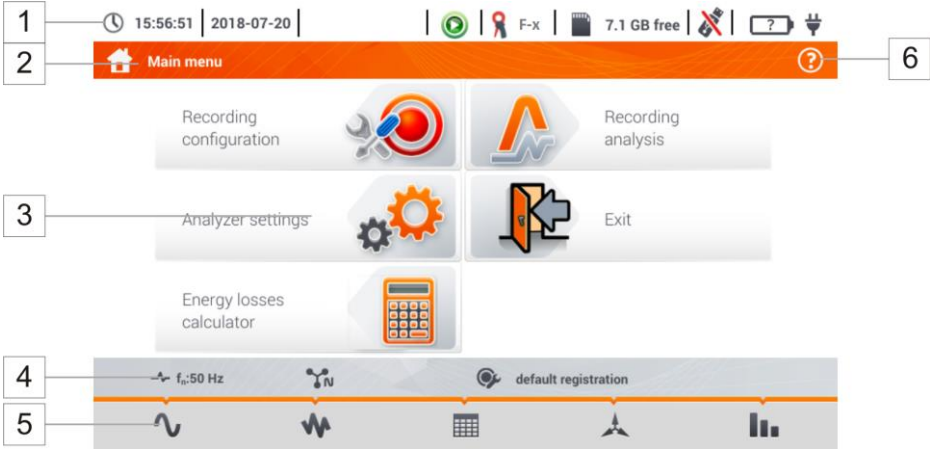 1
15:56:51 2018-07-20 F-x 7.1 GB free ?
2
Main menu ?
6
Recording
configuration
Recording
analysis
3
Analyzer settings
Exit
Energy losses
calculator
4
fn:50 Hz N default registration
5